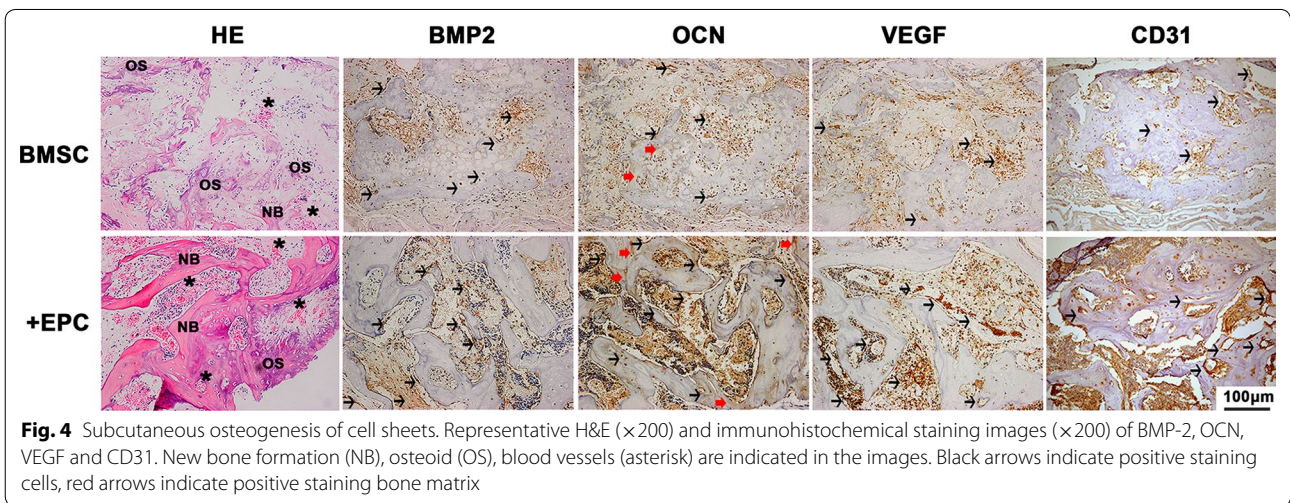 HE BMP2 OCN VEGF CD31
BMSC
OS
*
OS
OS
NB
*
+EPC
NB
*
*
*
NB
OS
*
100μm
Fig. 4 Subcutaneous osteogenesis of cell sheets. Representative H&E (×200) and immunohistochemical staining images (×200) of BMP-2, OCN,
VEGF and CD31. New bone formation (NB), osteoid (OS), blood vessels (asterisk) are indicated in the images. Black arrows indicate positive staining
cells, red arrows indicate positive staining bone matrix